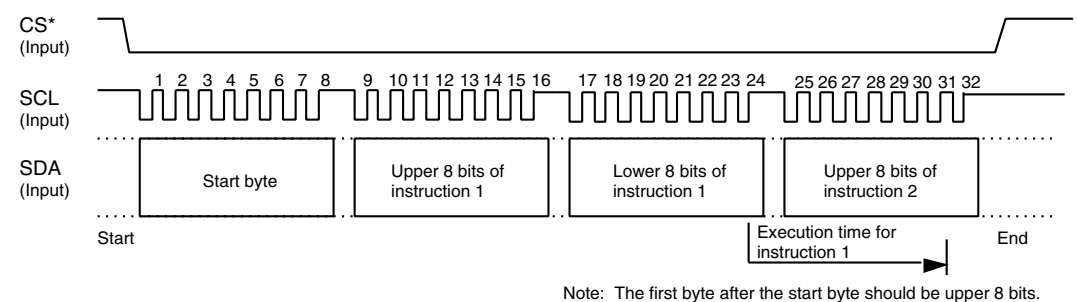 CS*
(Input)
1 2 3 4 5 6 7 8 9 10 11 12 13 14 15 16 17 18 19 20 21 22 23 24 25 26 27 28 29 30 31 32
SCL
(Input)
SDA
(Input)
Start byte
Upper 8 bits of
instruction 1
Lower 8 bits of
instruction 1
Upper 8 bits of
instruction 2
Start
Execution time for
instruction 1
End
Note: The first byte after the start byte should be upper 8 bits.